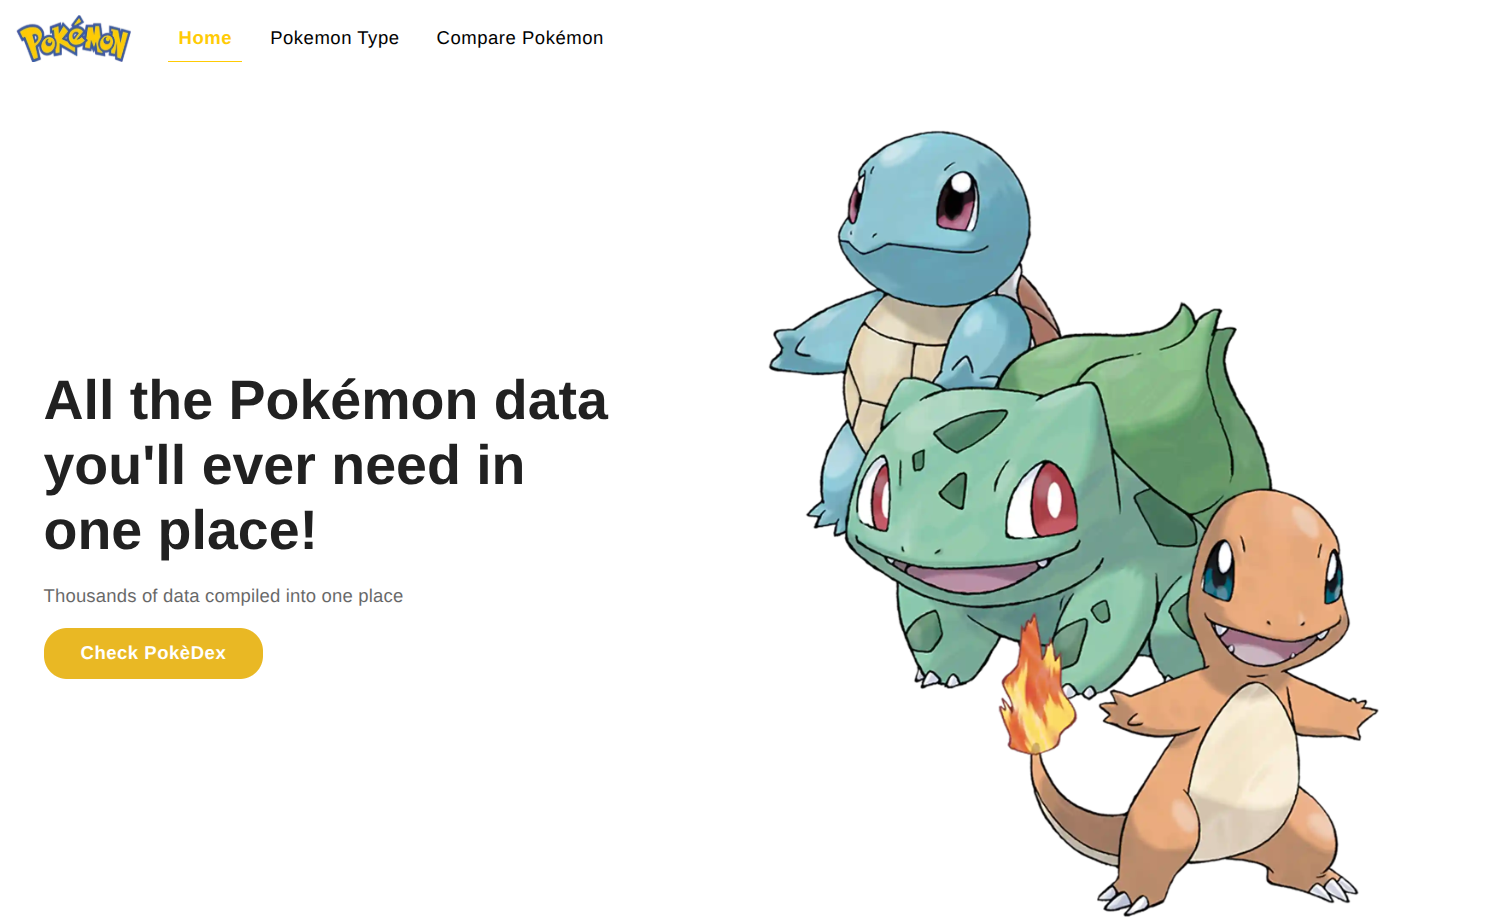 Pokémon
Home
Pokemon Type
Compare Pokémon
All the Pokémon data
you'll ever need in
one place!
Thousands of data compiled into one place
Check PokèDex